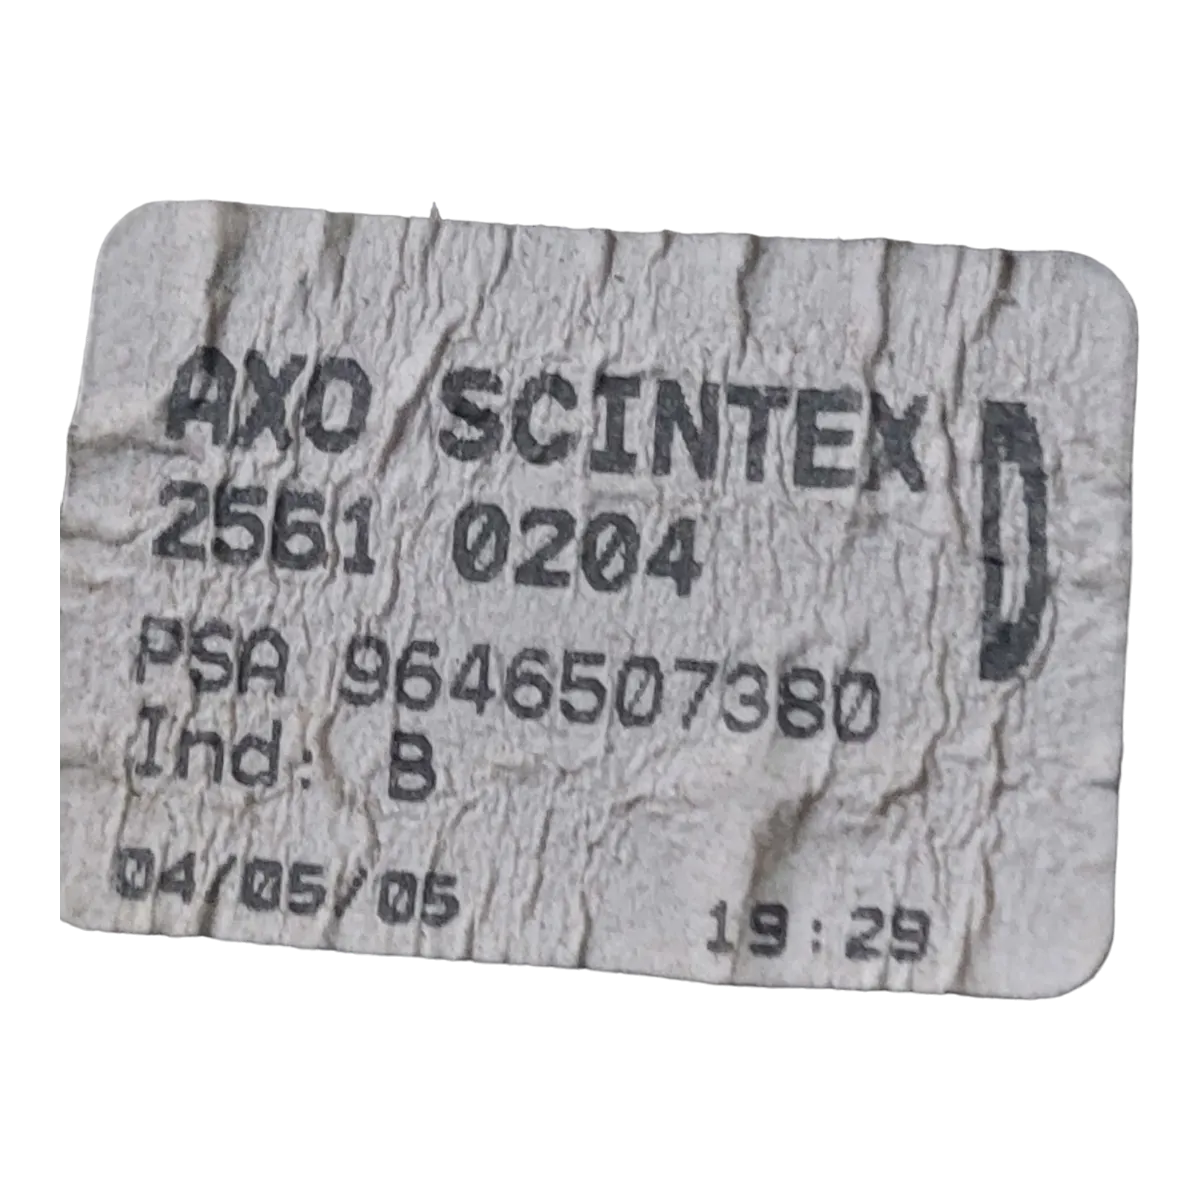 AXO SCINTEX D
2561 0204
PSA 9646507380
Ind: B
04/05/05 19:29